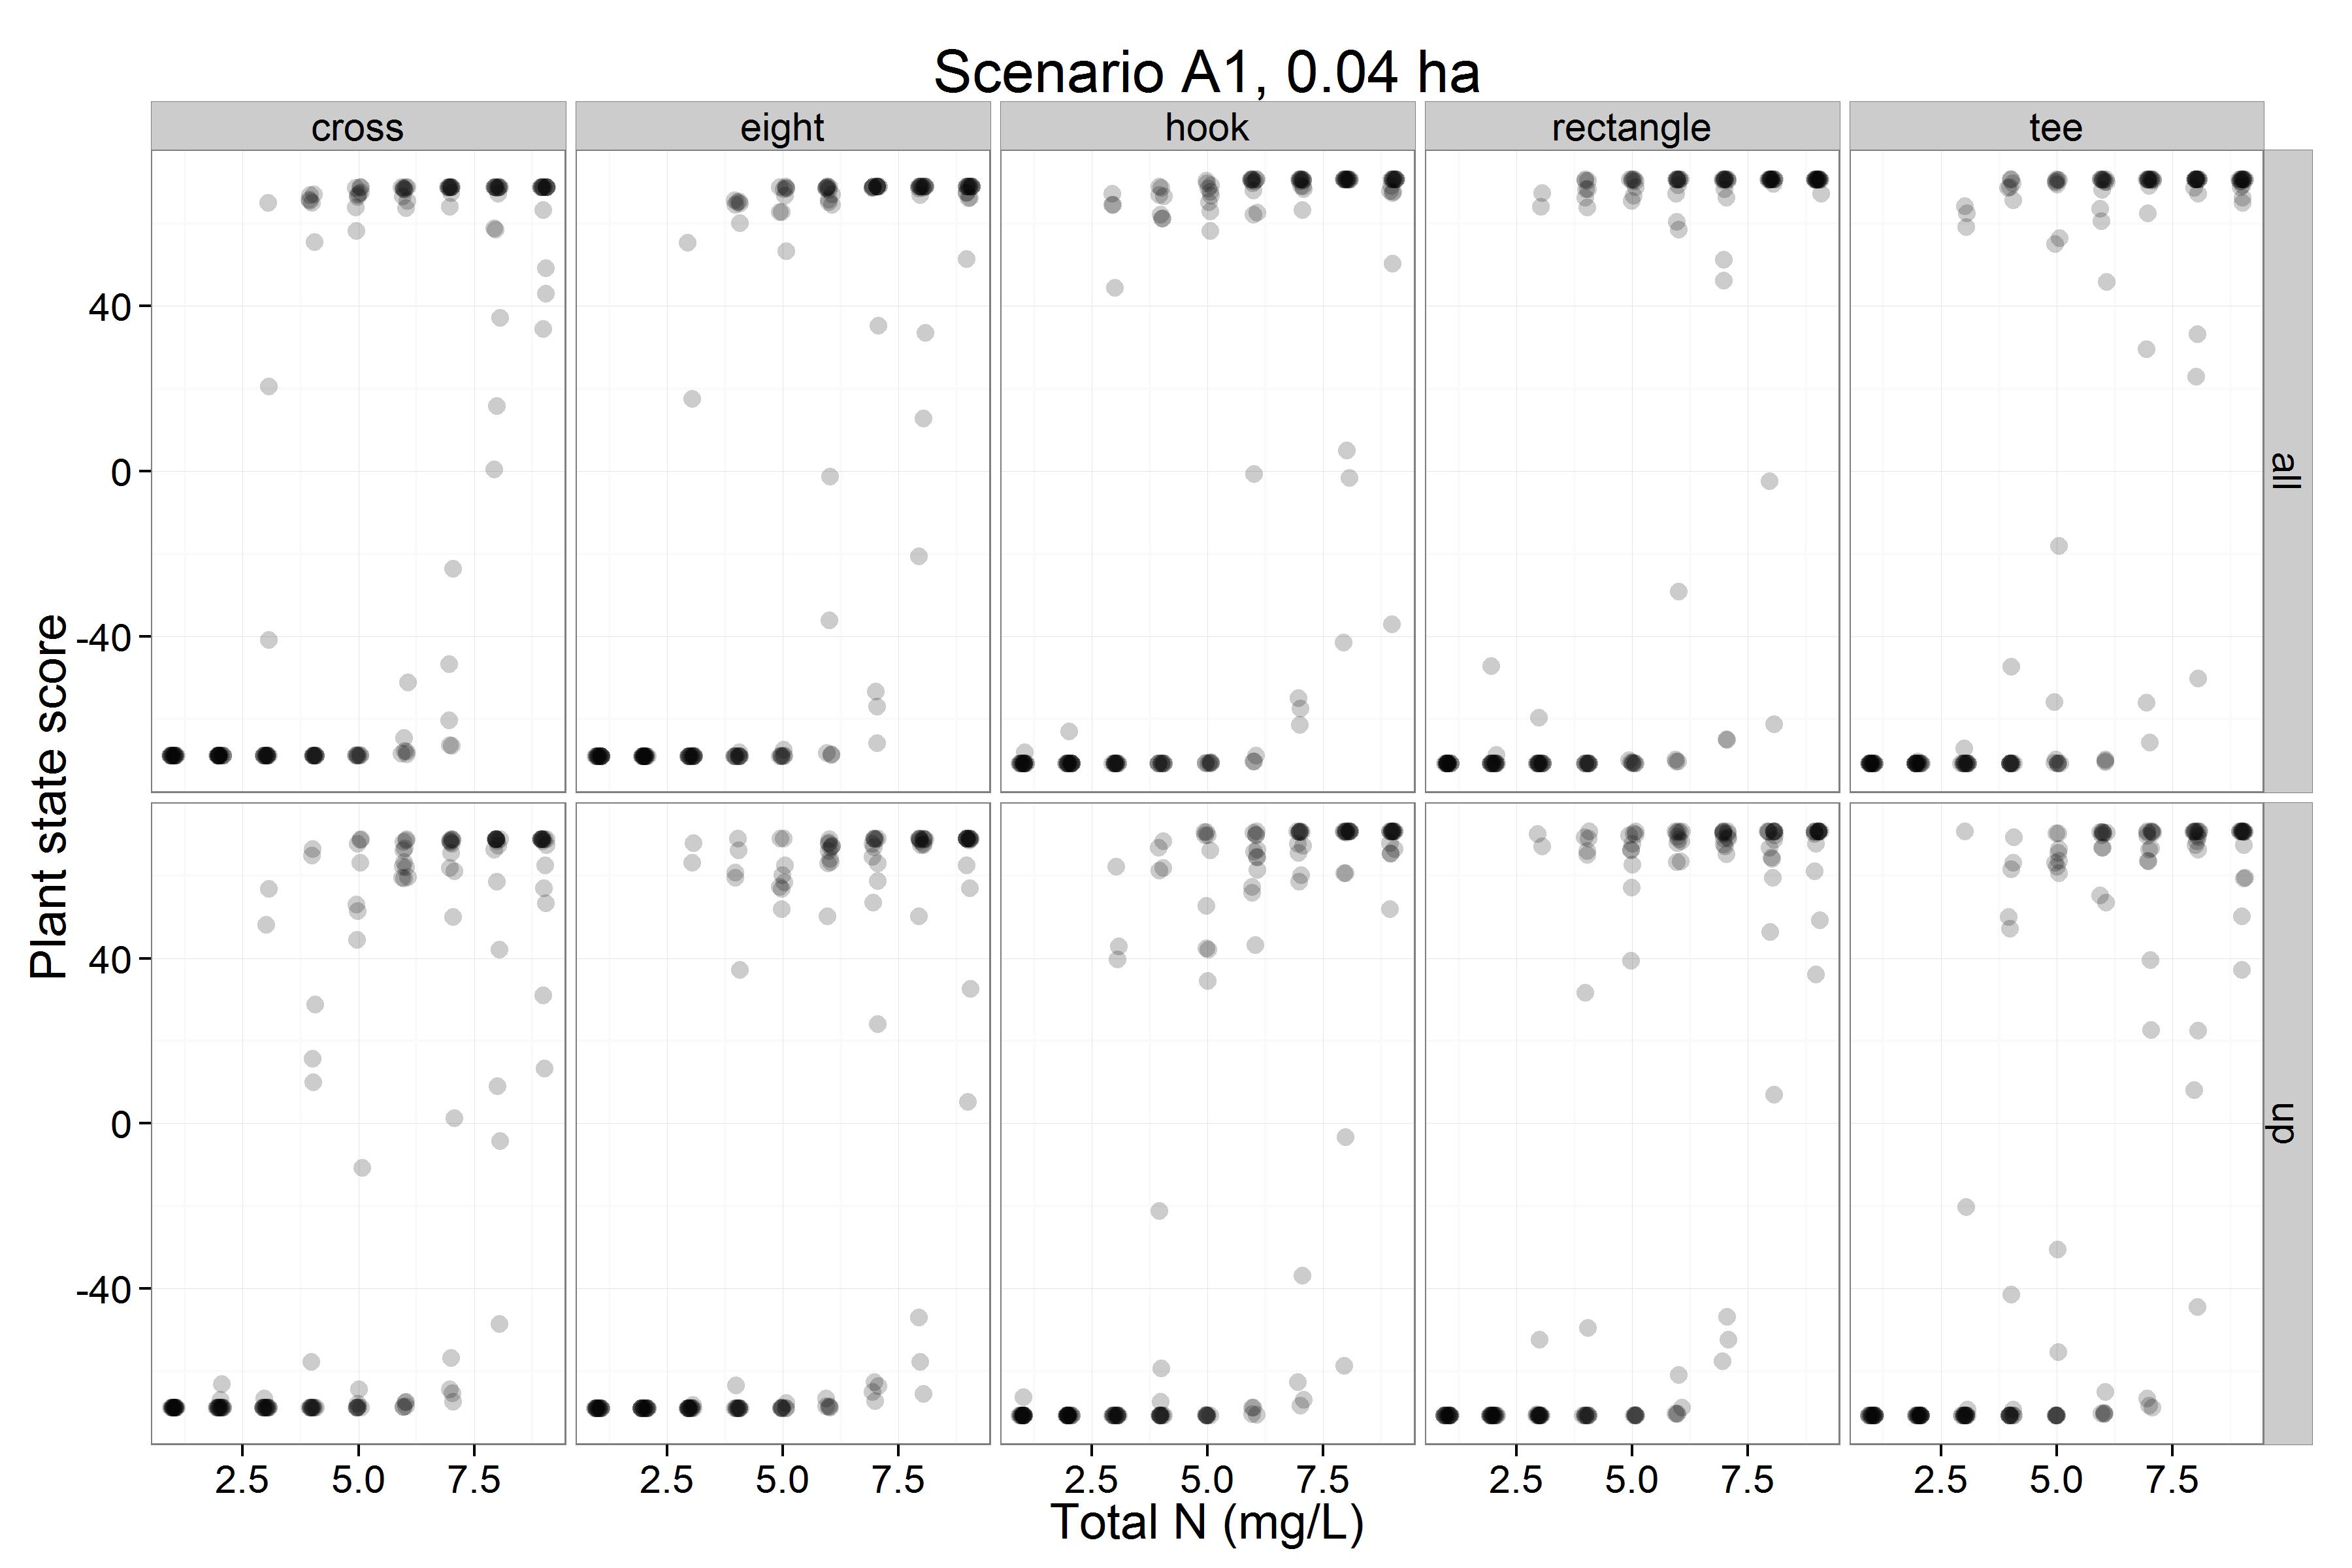 Scenario A1, 0.04 ha
cross eight hook rectangle tee
40
0
-40
all
40
0
-40
up
Plant state score
2.5 5.0 7.5 2.5 5.0 7.5 2.5 5.0 7.5 2.5 5.0 7.5 2.5 5.0 7.5
Total N (mg/L)